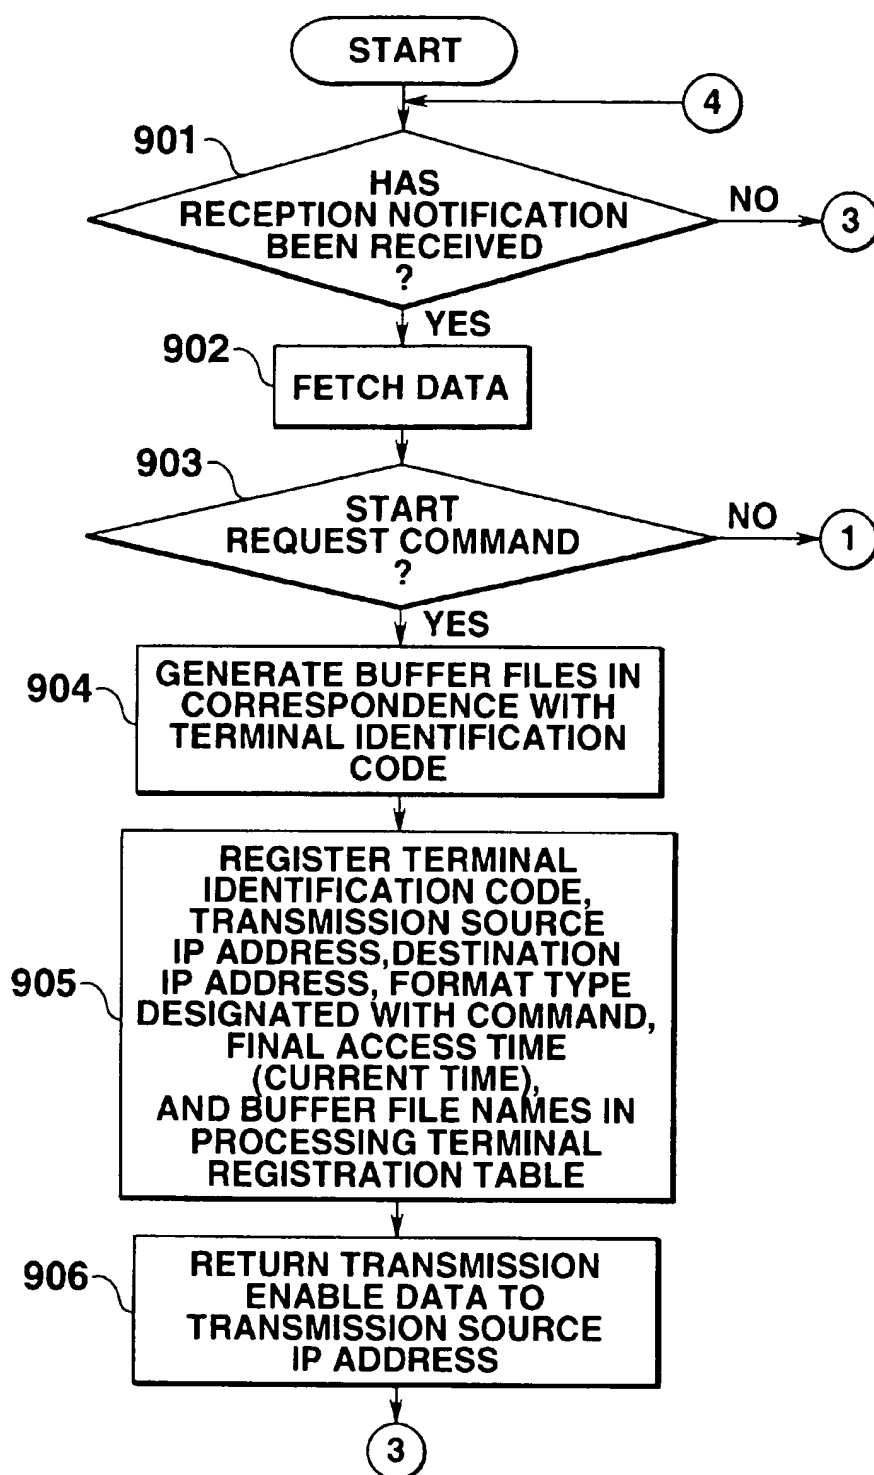 START
4
901
HAS
RECEPTION NOTIFICATION
BEEN RECEIVED
?
NO
3
YES
902
FETCH DATA
903
START
REQUEST COMMAND
?
NO
1
YES
904
GENERATE BUFFER FILES IN
CORRESPONDENCE WITH
TERMINAL IDENTIFICATION
CODE
905
REGISTER TERMINAL
IDENTIFICATION CODE,
TRANSMISSION SOURCE
IP ADDRESS,DESTINATION
IP ADDRESS, FORMAT TYPE
DESIGNATED WITH COMMAND,
FINAL ACCESS TIME
(CURRENT TIME),
AND BUFFER FILE NAMES IN
PROCESSING TERMINAL
REGISTRATION TABLE
906
RETURN TRANSMISSION
ENABLE DATA TO
TRANSMISSION SOURCE
IP ADDRESS
3